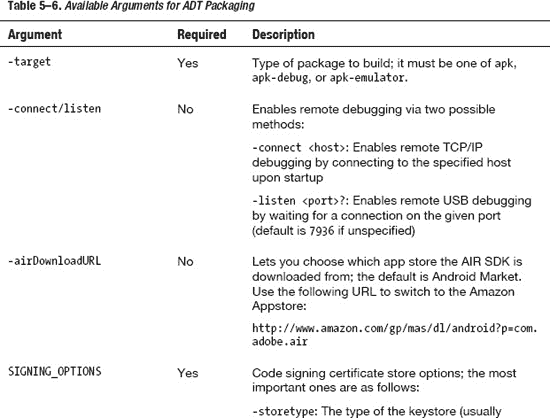 Table 5–6. Available Arguments for ADT Packaging
Argument Required Description
-target Yes Type of package to build; it must be one of apk,
apk-debug, or apk-emulator.
-connect/listen No Enables remote debugging via two possible
methods:
-connect <host>: Enables remote TCP/IP
debugging by connecting to the specified host
upon startup
-listen <port>?: Enables remote USB debugging
by waiting for a connection on the given port
(default is 7936 if unspecified)
-airDownloadURL No Lets you choose which app store the AIR SDK is
downloaded from; the default is Android Market.
Use the following URL to switch to the Amazon
Appstore:
http://www.amazon.com/gp/mas/dl/android?p=com.
adobe.air
SIGNING_OPTIONS Yes Code signing certificate store options; the most
important ones are as follows:
-storetype: The type of the keystore (usually